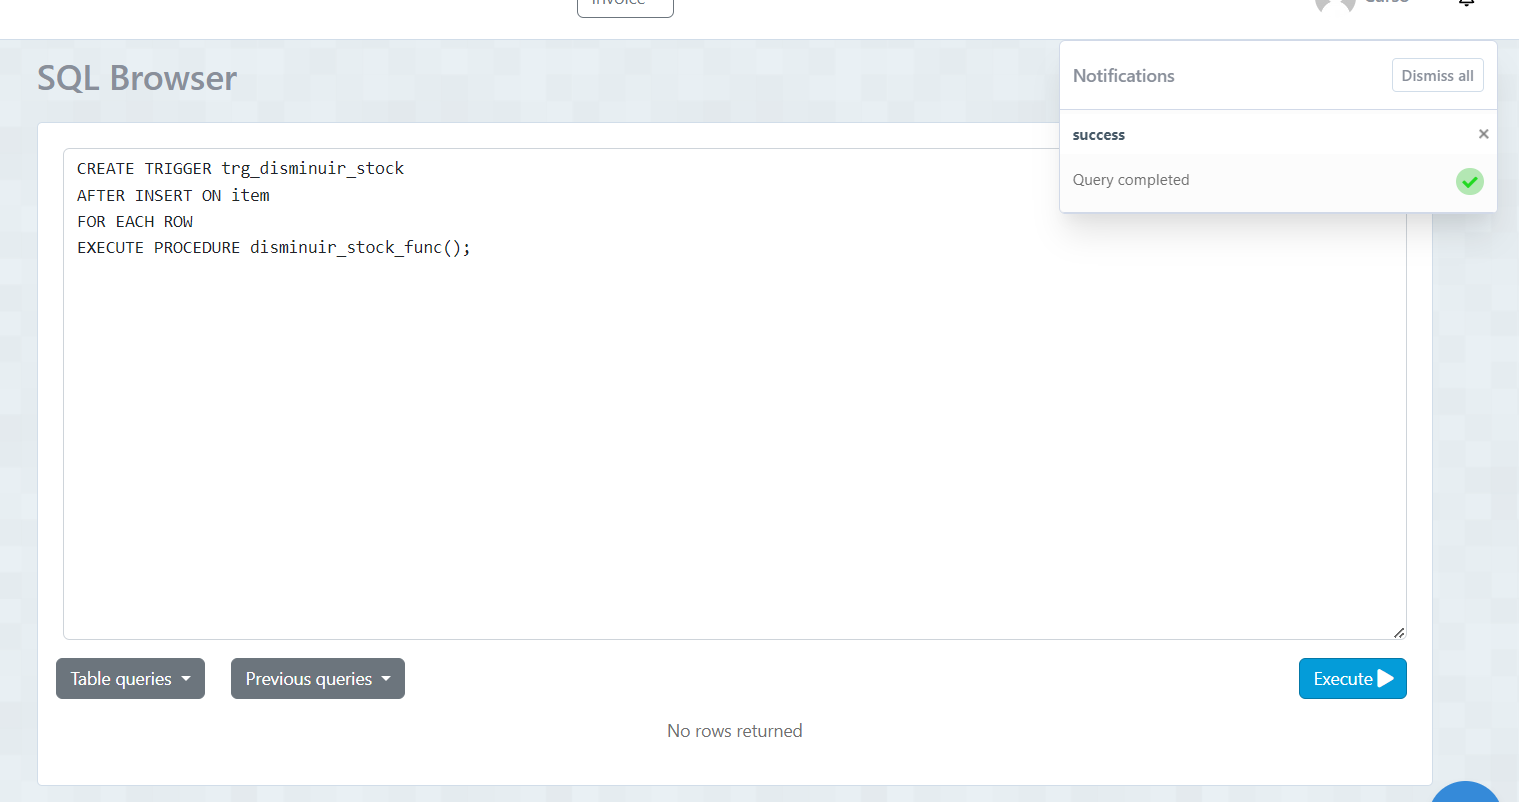 SQL Browser
Notifications
Dismiss all
success
Query completed
CREATE TRIGGER trg_disminuir_stock
AFTER INSERT ON item
FOR EACH ROW
EXECUTE PROCEDURE disminuir_stock_func();
Table queries
Previous queries
Execute
No rows returned